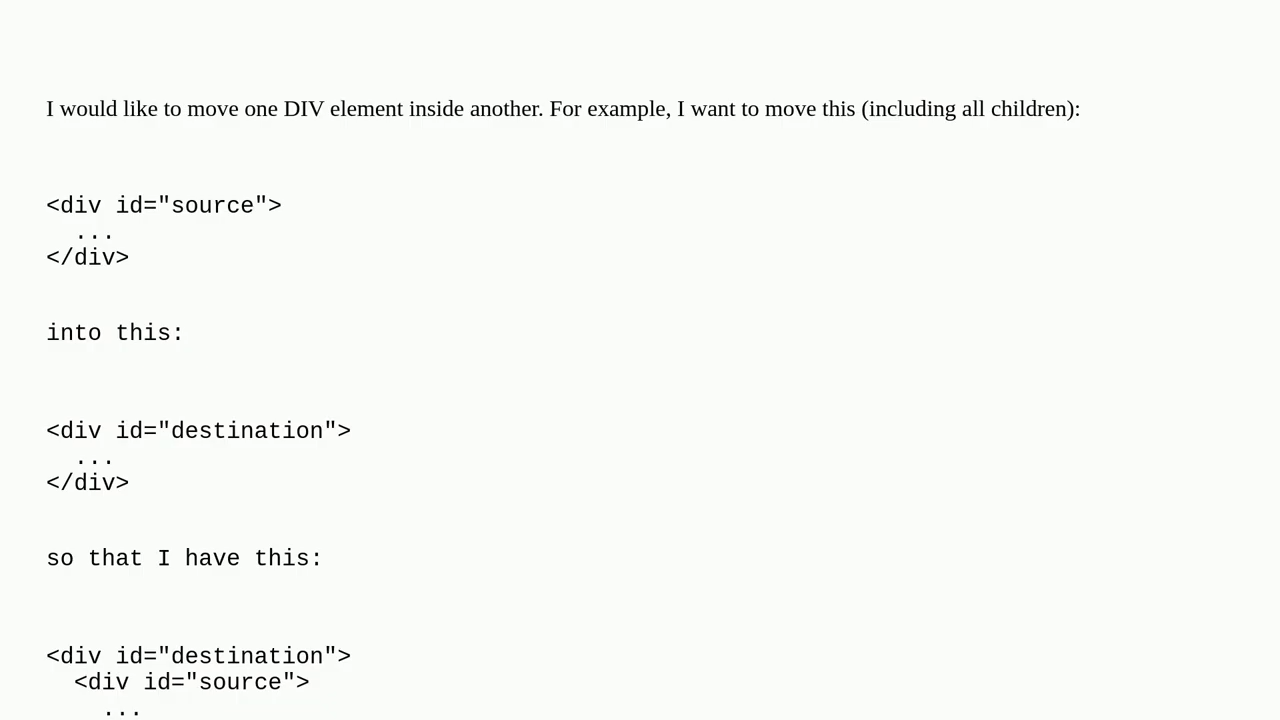 I would like to move one DIV element inside another. For example, I want to move this (including all children):
<div id="source">
  ...
</div>
into this:
<div id="destination">
  ...
</div>
so that I have this:
<div id="destination">
  <div id="source">
    ...